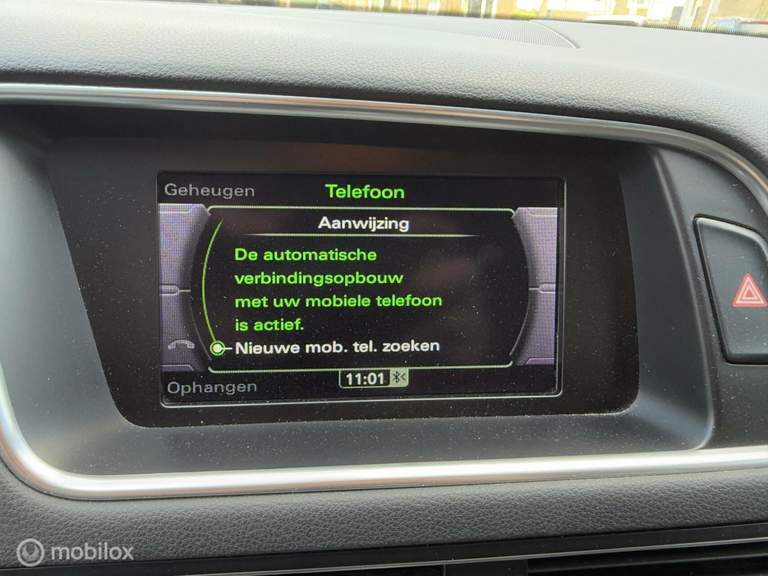 Geheugen
Telefoon
Aanwijzing
De automatische
verbindingsopbouw
met uw mobiele telefoon
is actief.
Nieuwe mob. tel. zoeken
Ophangen
11:01
mobilox